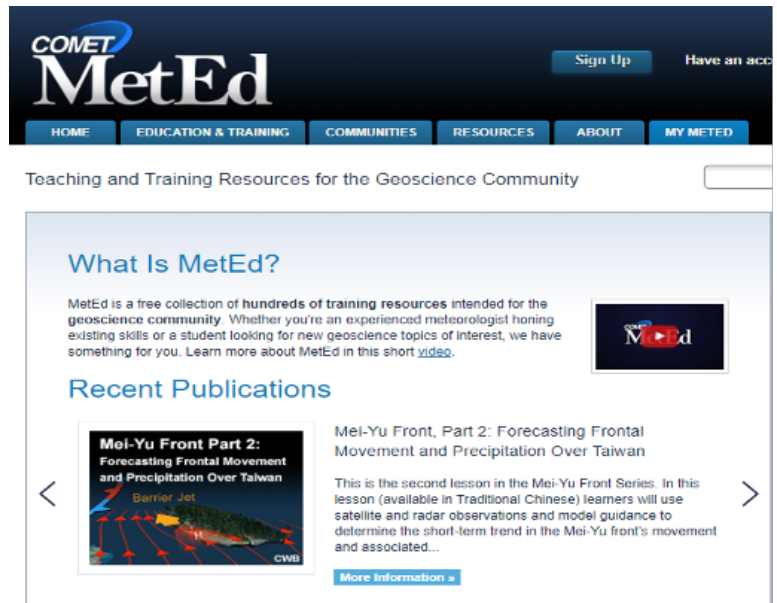 COMET
MetEd
Sign Up
Have an acc
HOME
EDUCATION & TRAINING
COMMUNITIES
RESOURCES
ABOUT
MY METED
Teaching and Training Resources for the Geoscience Community
What Is MetEd?
MetEd is a free collection of hundreds of training resources intended for the
geoscience community. Whether you're an experienced meteorologist honing
existing skills or a student looking for new geoscience topics of interest, we have
something for you. Learn more about MetEd in this short video.
COMET
MetEd
Recent Publications
Mei-Yu Front Part 2:
Forecasting Frontal Movement
and Precipitation Over Taiwan
Barrier Jet
H
CWB
Mei-Yu Front, Part 2: Forecasting Frontal
Movement and Precipitation Over Taiwan
This is the second lesson in the Mei-Yu Front Series. In this
lesson (available in Traditional Chinese) learners will use
satellite and radar observations and model guidance to
determine the short-term trend in the Mei-Yu front's movement
and associated...
More Information »